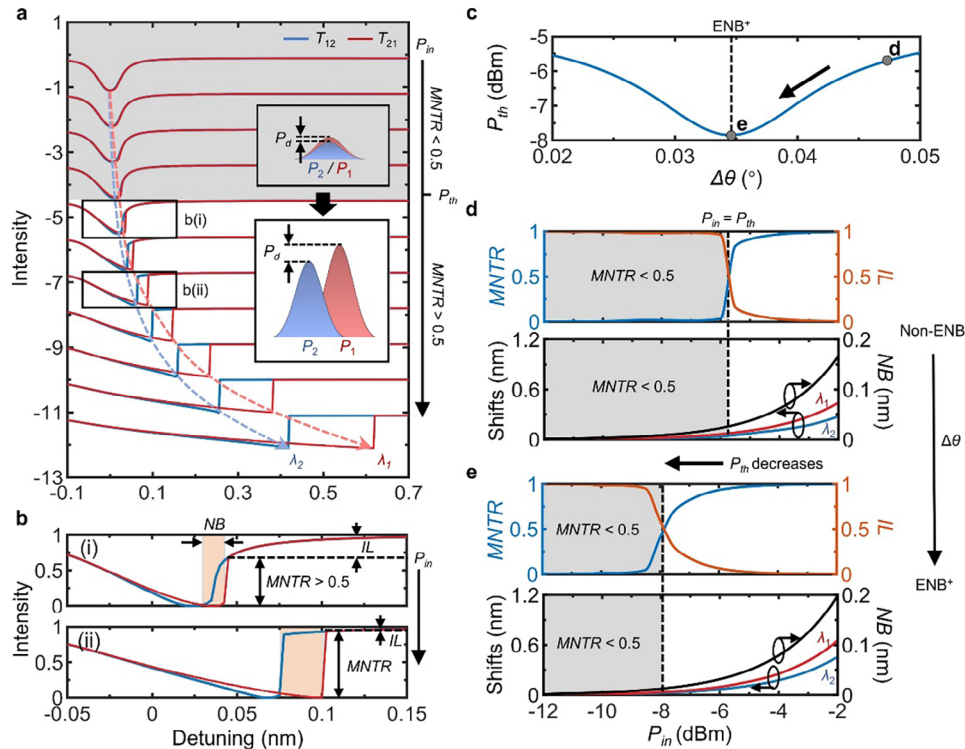 a
T12 T21
Pin
-1
-3
-5
-7
-9
-11
-13
Intensity
-0.1 0.1 0.3 0.5 0.7
MNTR < 0.5
Pth
MNTR > 0.5
Pd
P2 / P1
Pd
P2 P1
b(i)
b(ii)
λ2 λ1
b
(i)
NB
IL
MNTR > 0.5
Pin
1
0.5
0
(ii)
IL
MNTR
1
0.5
0
Intensity
-0.05 0 0.05 0.1 0.15
Detuning (nm)
c
ENB+
d
e
-5
-6
-7
-8
Pth (dBm)
0.02 0.03 0.04 0.05
Δθ (°)
d
Pin = Pth
1
0.5
0
MNTR
MNTR < 0.5
1
0.5
0
IL
1.2
0.6
0
Shifts (nm)
MNTR < 0.5
0.2
0.1
0
NB (nm)
λ1
λ2
Non-ENB
Δθ
ENB+
e
Pth decreases
1
0.5
0
MNTR
MNTR < 0.5
1
0.5
0
IL
1.2
0.6
0
Shifts (nm)
MNTR < 0.5
0.2
0.1
0
NB (nm)
λ1
λ2
-12 -10 -8 -6 -4 -2
Pin (dBm)